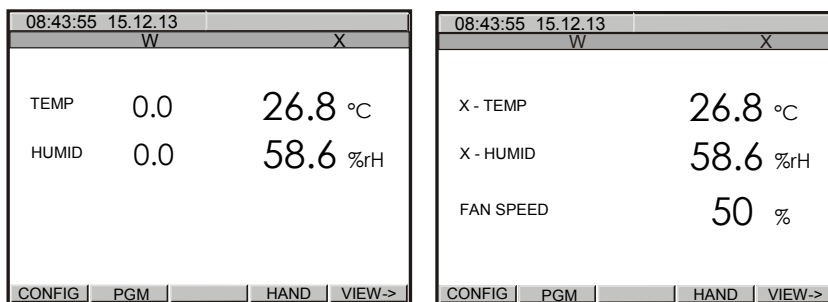 08:43:55 15.12.13
W X
TEMP 0.0 26.8 °C
HUMID 0.0 58.6 %rH
CONFIG PGM HAND VIEW->
08:43:55 15.12.13
W X
X - TEMP 26.8 °C
X - HUMID 58.6 %rH
FAN SPEED 50 %
CONFIG PGM HAND VIEW->